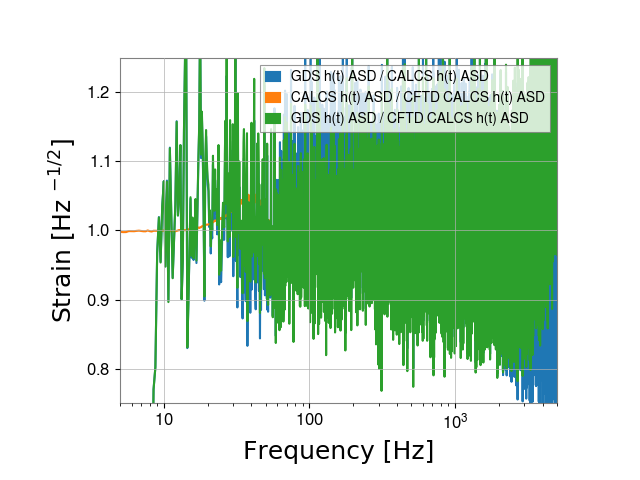 GDS h(t) ASD / CALCS h(t) ASD
CALCS h(t) ASD / CFTD CALCS h(t) ASD
GDS h(t) ASD / CFTD CALCS h(t) ASD
1.2
1.1
1.0
0.9
0.8
Strain [Hz⁻¹/²]
10
100
10³
Frequency [Hz]